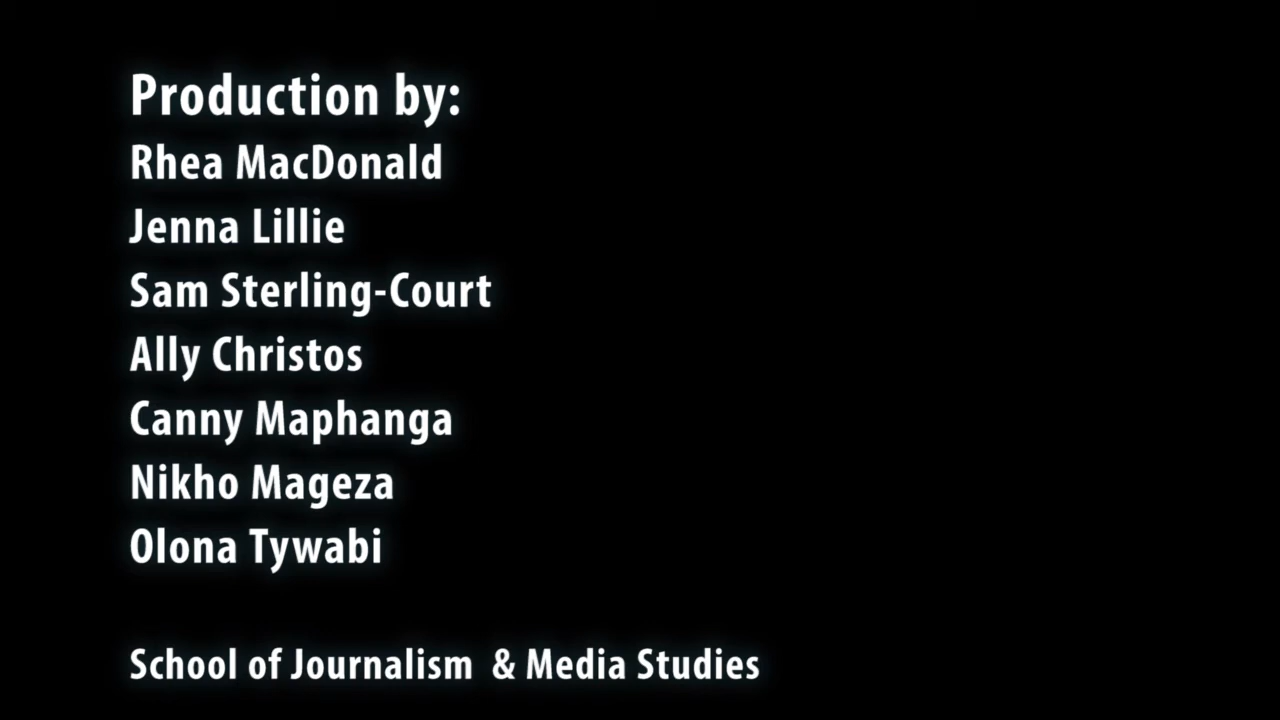 Production by:
Rhea MacDonald
Jenna Lillie
Sam Sterling-Court
Ally Christos
Canny Maphanga
Nikho Mageza
Olona Tywabi
School of Journalism  & Media Studies